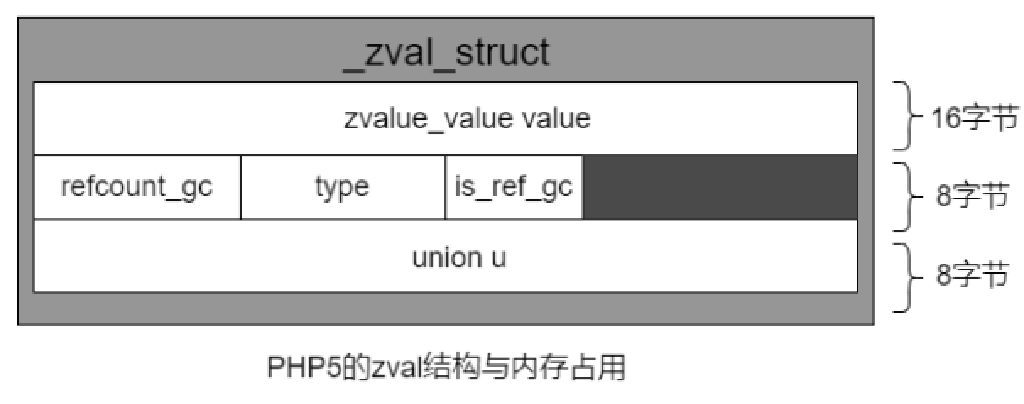 _zval_struct
zvalue_value value
16字节
refcount_gc type is_ref_gc
8字节
union u
8字节
PHP5的zval结构与内存占用